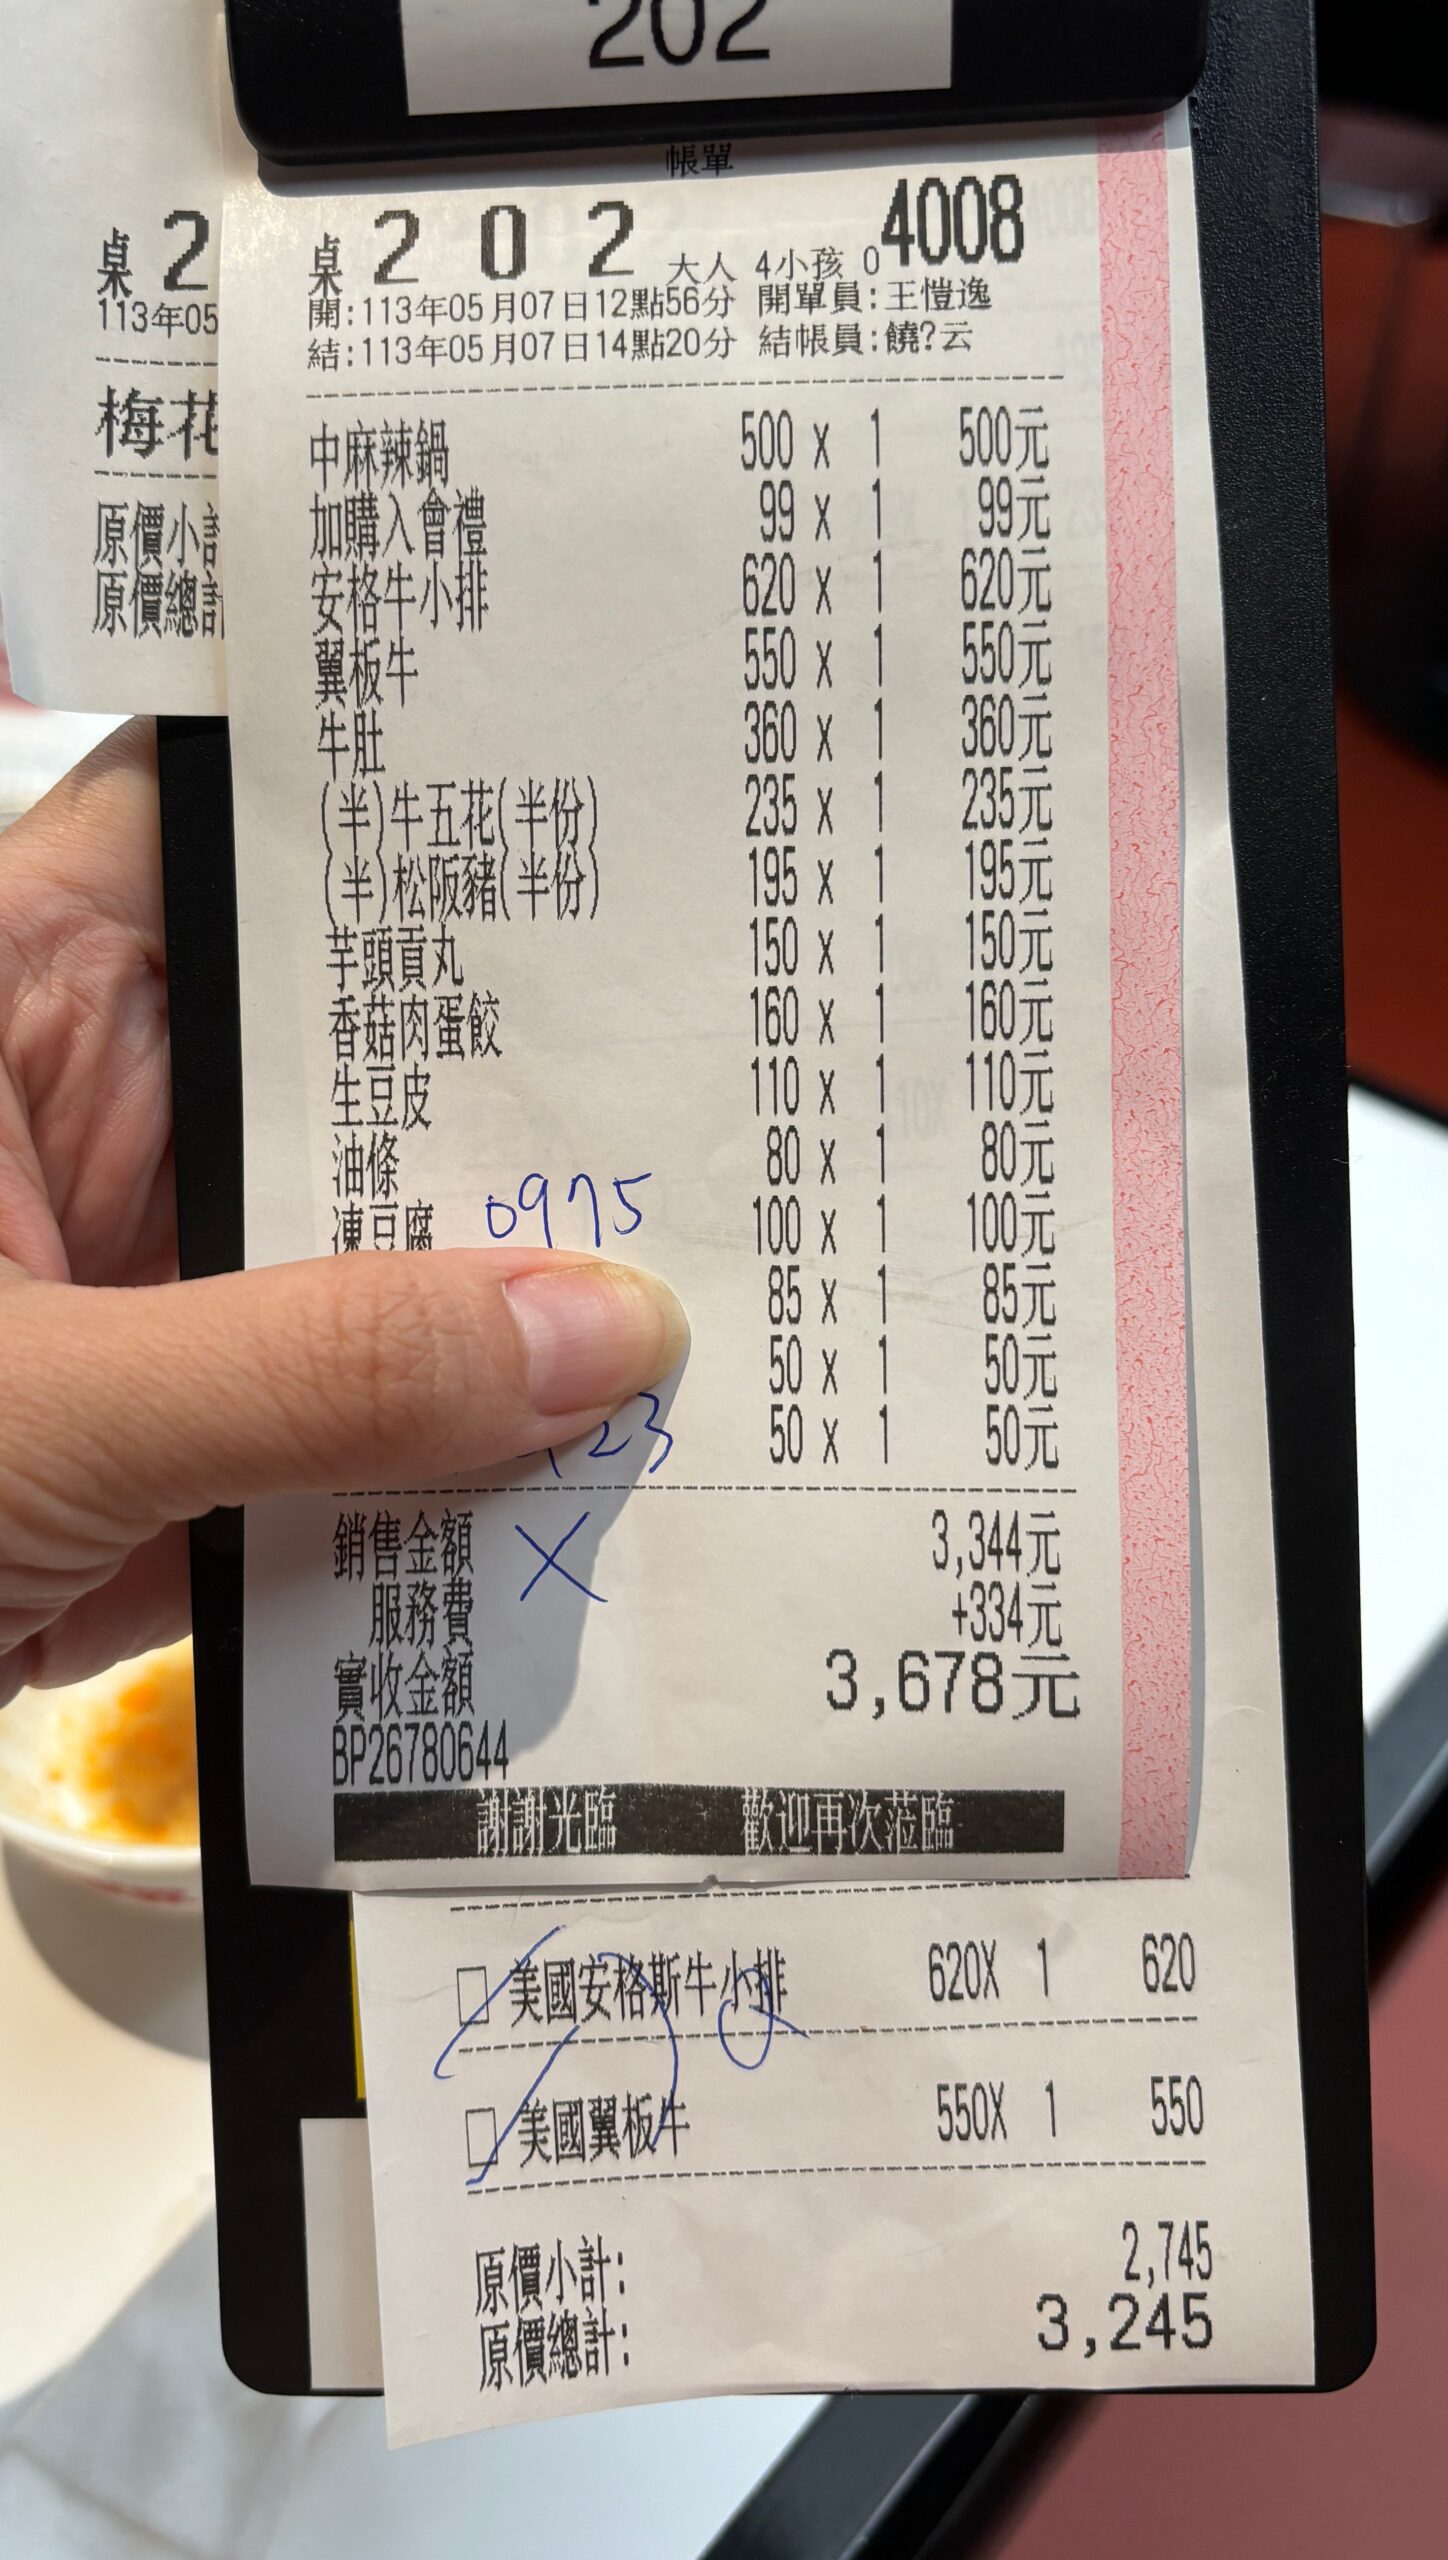 202
帳單
桌 202 大人 4小孩 0 4008
開:113年05月07日12點56分 開單員:王愷逸
結:113年05月07日14點20分 結帳員:饒?云
中麻辣鍋 500 x 1 500元
加購入會禮 99 x 1 99元
安格牛小排 620 x 1 620元
翼板牛 550 x 1 550元
牛肚 360 x 1 360元
(半)牛五花(半份) 235 x 1 235元
(半)松阪豬(半份) 195 x 1 195元
芋頭貢丸 150 x 1 150元
香菇肉蛋餃 160 x 1 160元
生豆皮 110 x 1 110元
油條 80 x 1 80元
凍豆腐 0975 100 x 1 100元
85 x 1 85元
50 x 1 50元
23 50 x 1 50元
銷售金額 X 3,344元
服務費 +334元
實收金額 3,678元
BP26780644
謝謝光臨 歡迎再次蒞臨
美國安格斯牛小排 620X 1 620
美國翼板牛 550X 1 550
原價小計: 2,745
原價總計: 3,245
桌 2
113年05
梅花
原價小計
原價總計